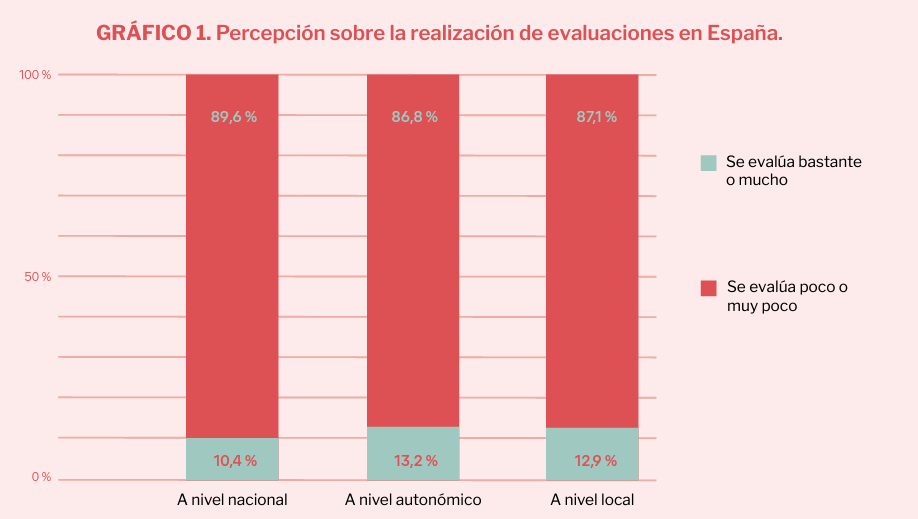 GRÁFICO 1. Percepción sobre la realización de evaluaciones en España.
100 %
50 %
0 %
89,6 %
86,8 %
87,1 %
10,4 %
13,2 %
12,9 %
A nivel nacional
A nivel autonómico
A nivel local
Se evalúa bastante
o mucho
Se evalúa poco o
muy poco